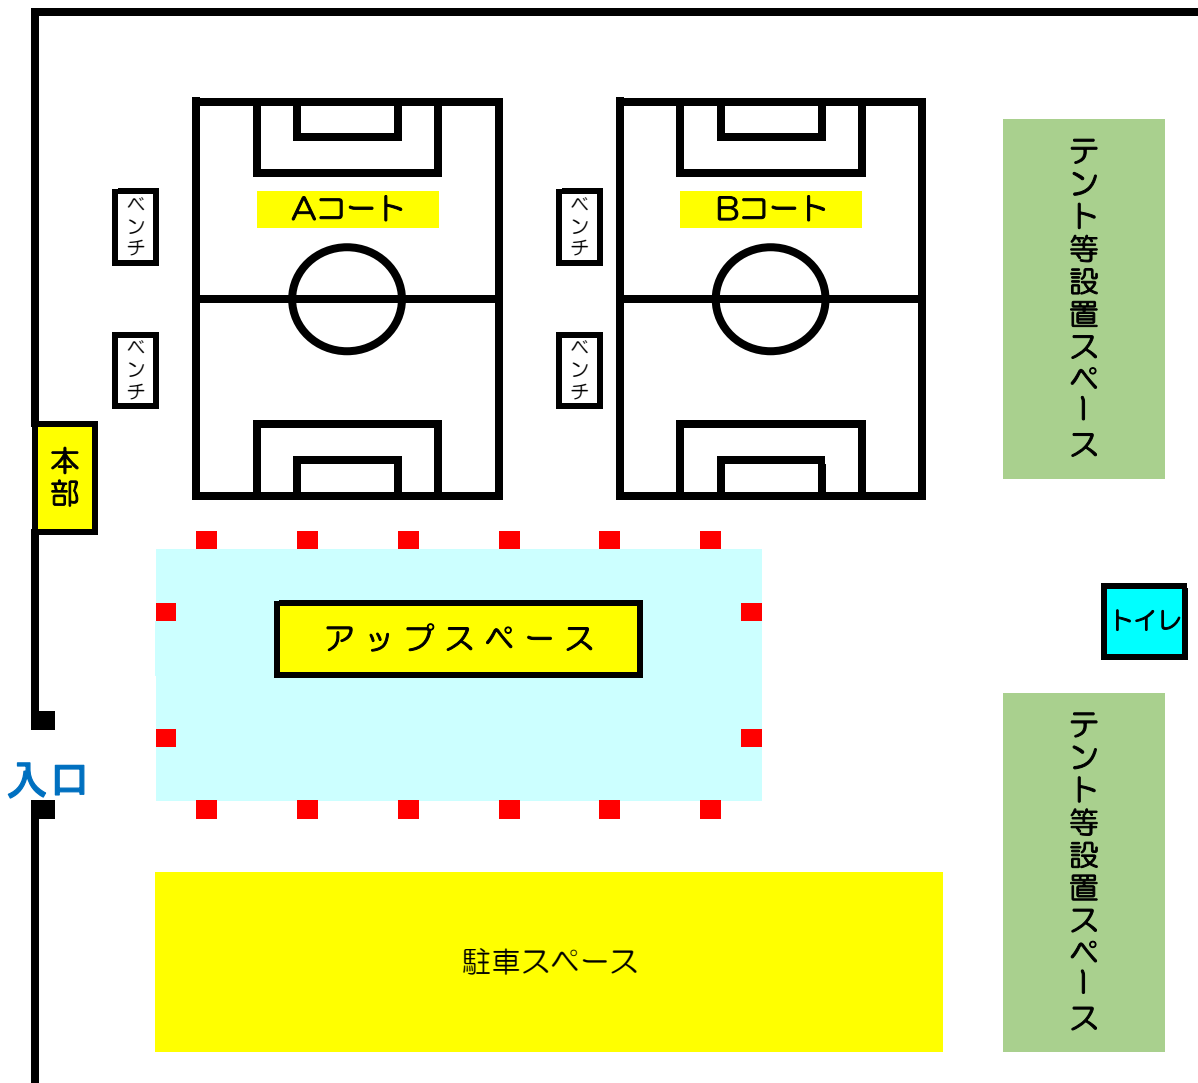 Aコート
Bコート
ベンチ
ベンチ
ベンチ
ベンチ
テント等設置スペース
本部
アップスペース
トイレ
入口
テント等設置スペース
駐車スペース